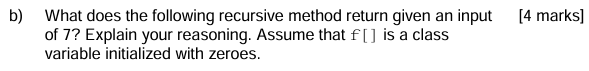 b) What does the following recursive method return given an input [4 marks]
of 7? Explain your reasoning. Assume that f[] is a class
variable initialized with zeroes.